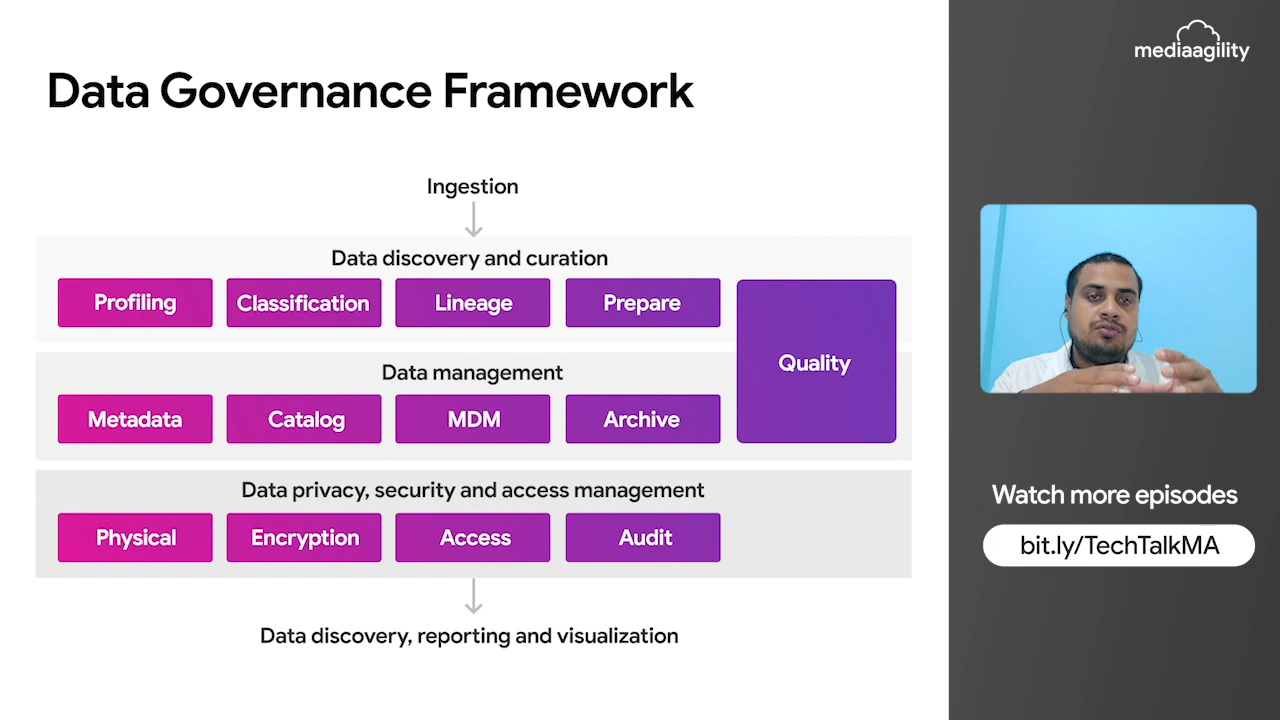 mediaagility
Data Governance Framework
Ingestion
Data discovery and curation
Profiling
Classification
Lineage
Prepare
Quality
Data management
Metadata
Catalog
MDM
Archive
Data privacy, security and access management
Physical
Encryption
Access
Audit
Data discovery, reporting and visualization
Watch more episodes
bit.ly/TechTalkMA